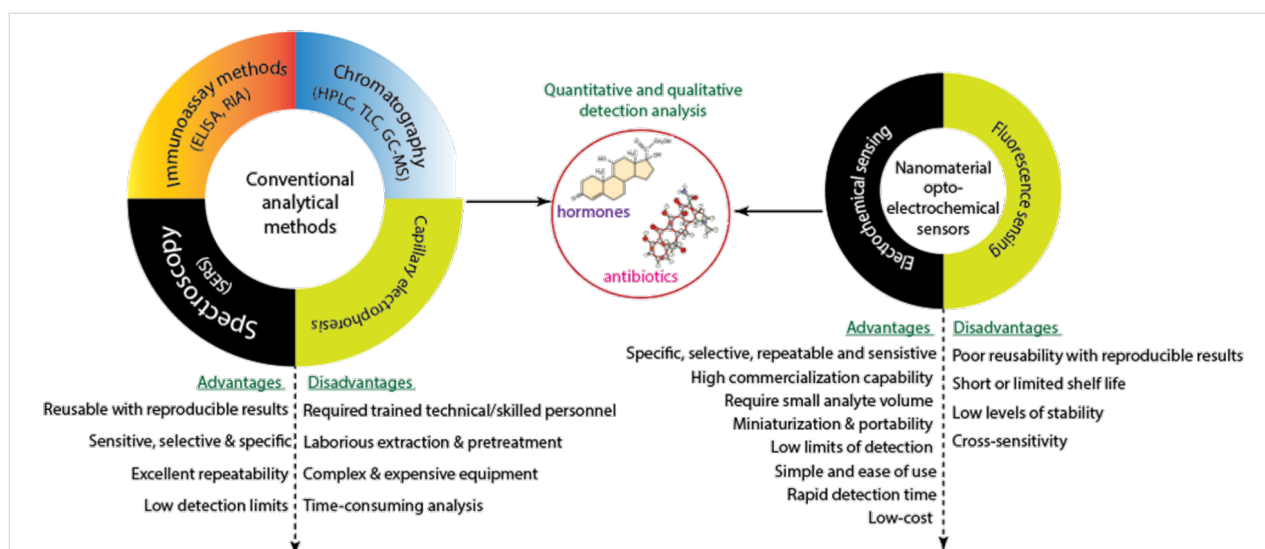 Immunoassay methods
(ELISA, RIA)
Chromatography
(HPLC, TLC, GC-MS)
Spectroscopy
(SERS)
Capillary electrophoresis
Conventional
analytical
methods
Quantitative and qualitative
detection analysis
O
CH₂OH
HO
H₃C
OH
H₃C
O
hormones
antibiotics
Electrochemical sensing
Fluorescence sensing
Nanomaterial
opto-
electrochemical
sensors
Advantages
Disadvantages
Reusable with reproducible results
Required trained technical/skilled personnel
Sensitive, selective & specific
Laborious extraction & pretreatment
Excellent repeatability
Complex & expensive equipment
Low detection limits
Time-consuming analysis
Advantages
Disadvantages
Specific, selective, repeatable and sensistive
Poor reusability with reproducible results
High commercialization capability
Short or limited shelf life
Require small analyte volume
Low levels of stability
Miniaturization & portability
Cross-sensitivity
Low limits of detection
Simple and ease of use
Rapid detection time
Low-cost